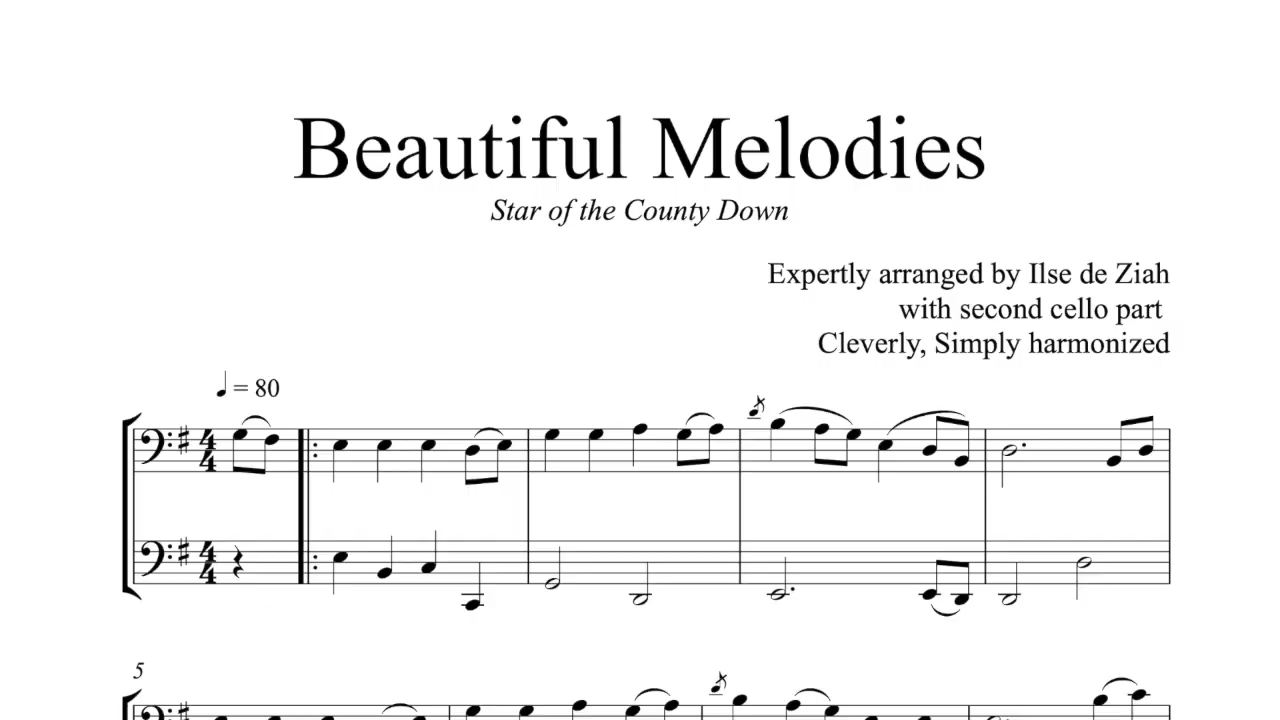 Beautiful Melodies
Star of the County Down
Expertly arranged by Ilse de Ziah
with second cello part
Cleverly, Simply harmonized
♩ = 80
4
4
4
4
5